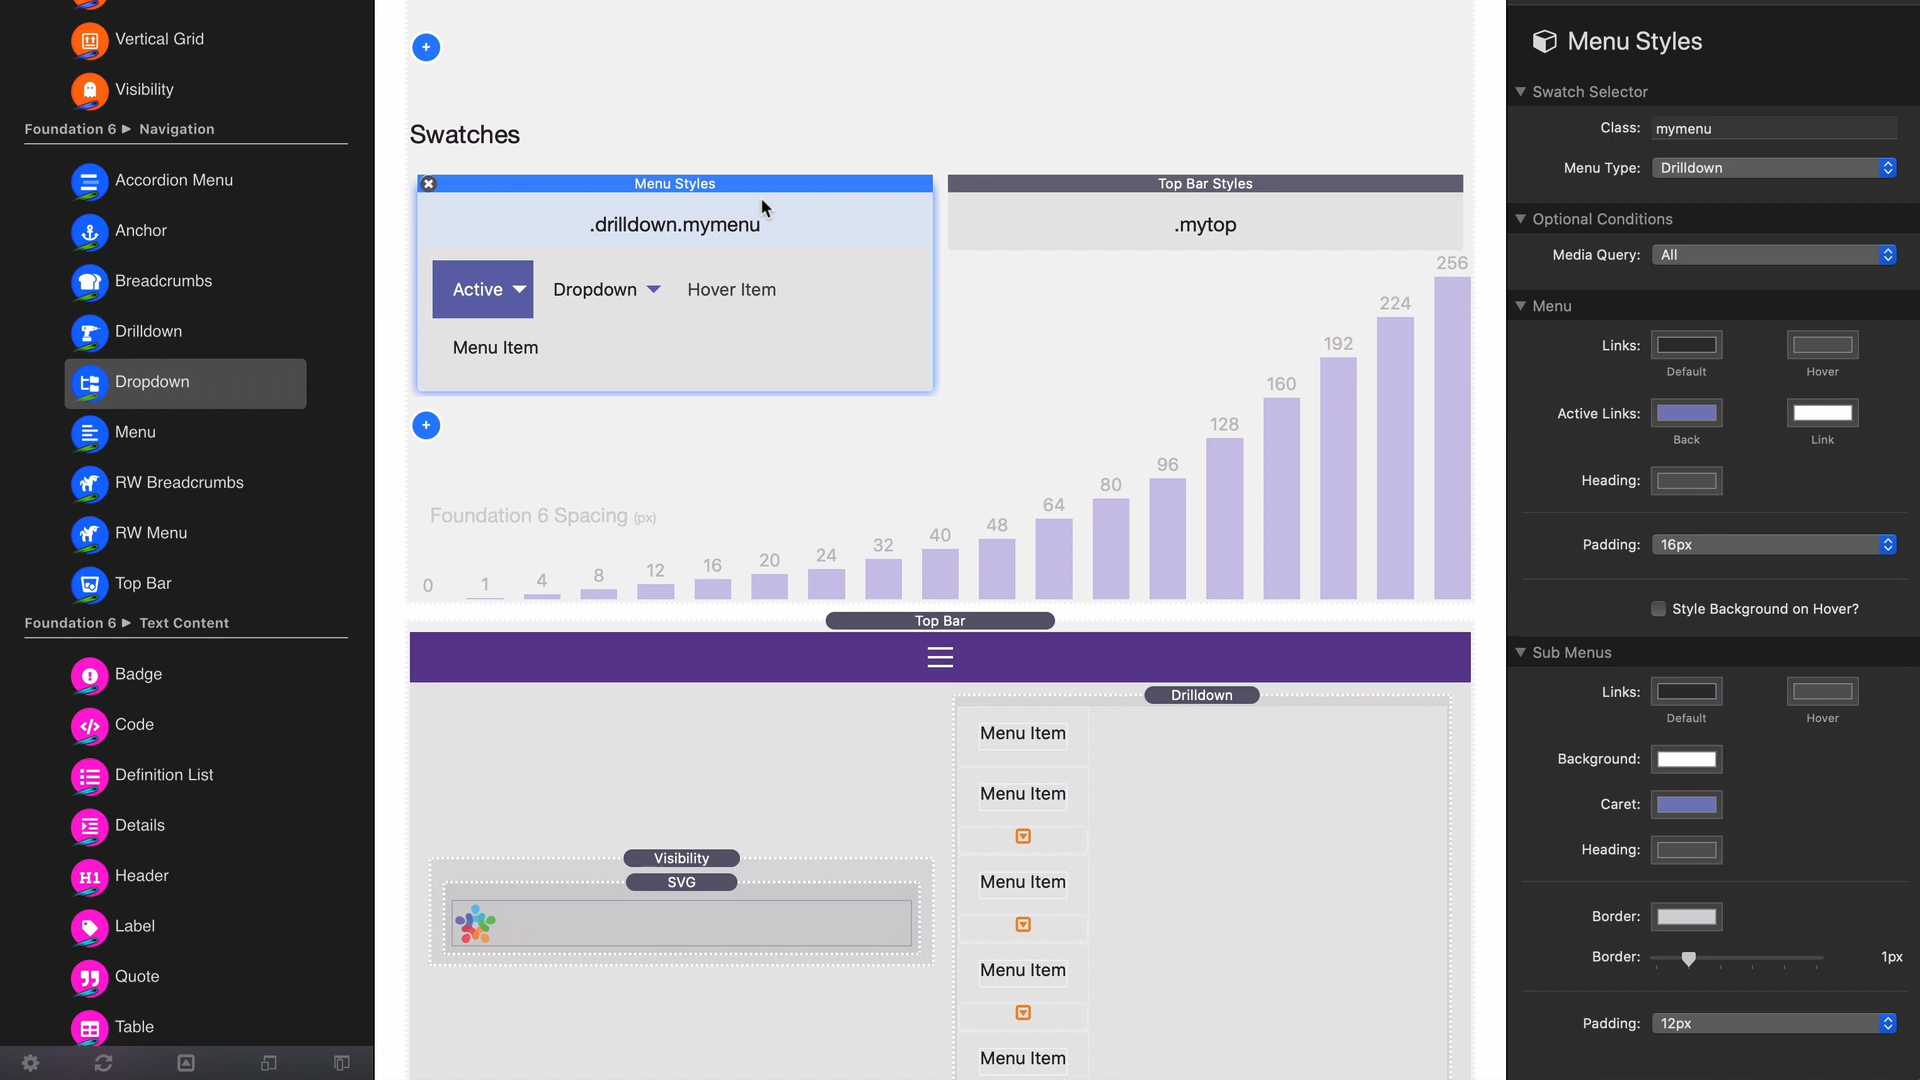 Vertical Grid
Visibility
Foundation 6 ▶ Navigation
Accordion Menu
Anchor
Breadcrumbs
Drilldown
Dropdown
Menu
RW Breadcrumbs
RW Menu
Top Bar
Foundation 6 ▶ Text Content
Badge
Code
Definition List
Details
H1
Header
Label
Quote
Table
Swatches
Menu Styles
.drilldown.mymenu
Active
Dropdown
Hover Item
Menu Item
Top Bar Styles
.mytop
Foundation 6 Spacing (px)
0
1
4
8
12
16
20
24
32
40
48
64
80
96
128
160
192
224
256
Top Bar
Visibility
SVG
Drilldown
Menu Item
Menu Item
Menu Item
Menu Item
Menu Item
Menu Styles
Swatch Selector
Class: mymenu
Menu Type: Drilldown
Optional Conditions
Media Query: All
Menu
Links:
Default Hover
Active Links:
Back Link
Heading:
Padding: 16px
Style Background on Hover?
Sub Menus
Links:
Default Hover
Background:
Caret:
Heading:
Border:
Border: 1px
Padding: 12px